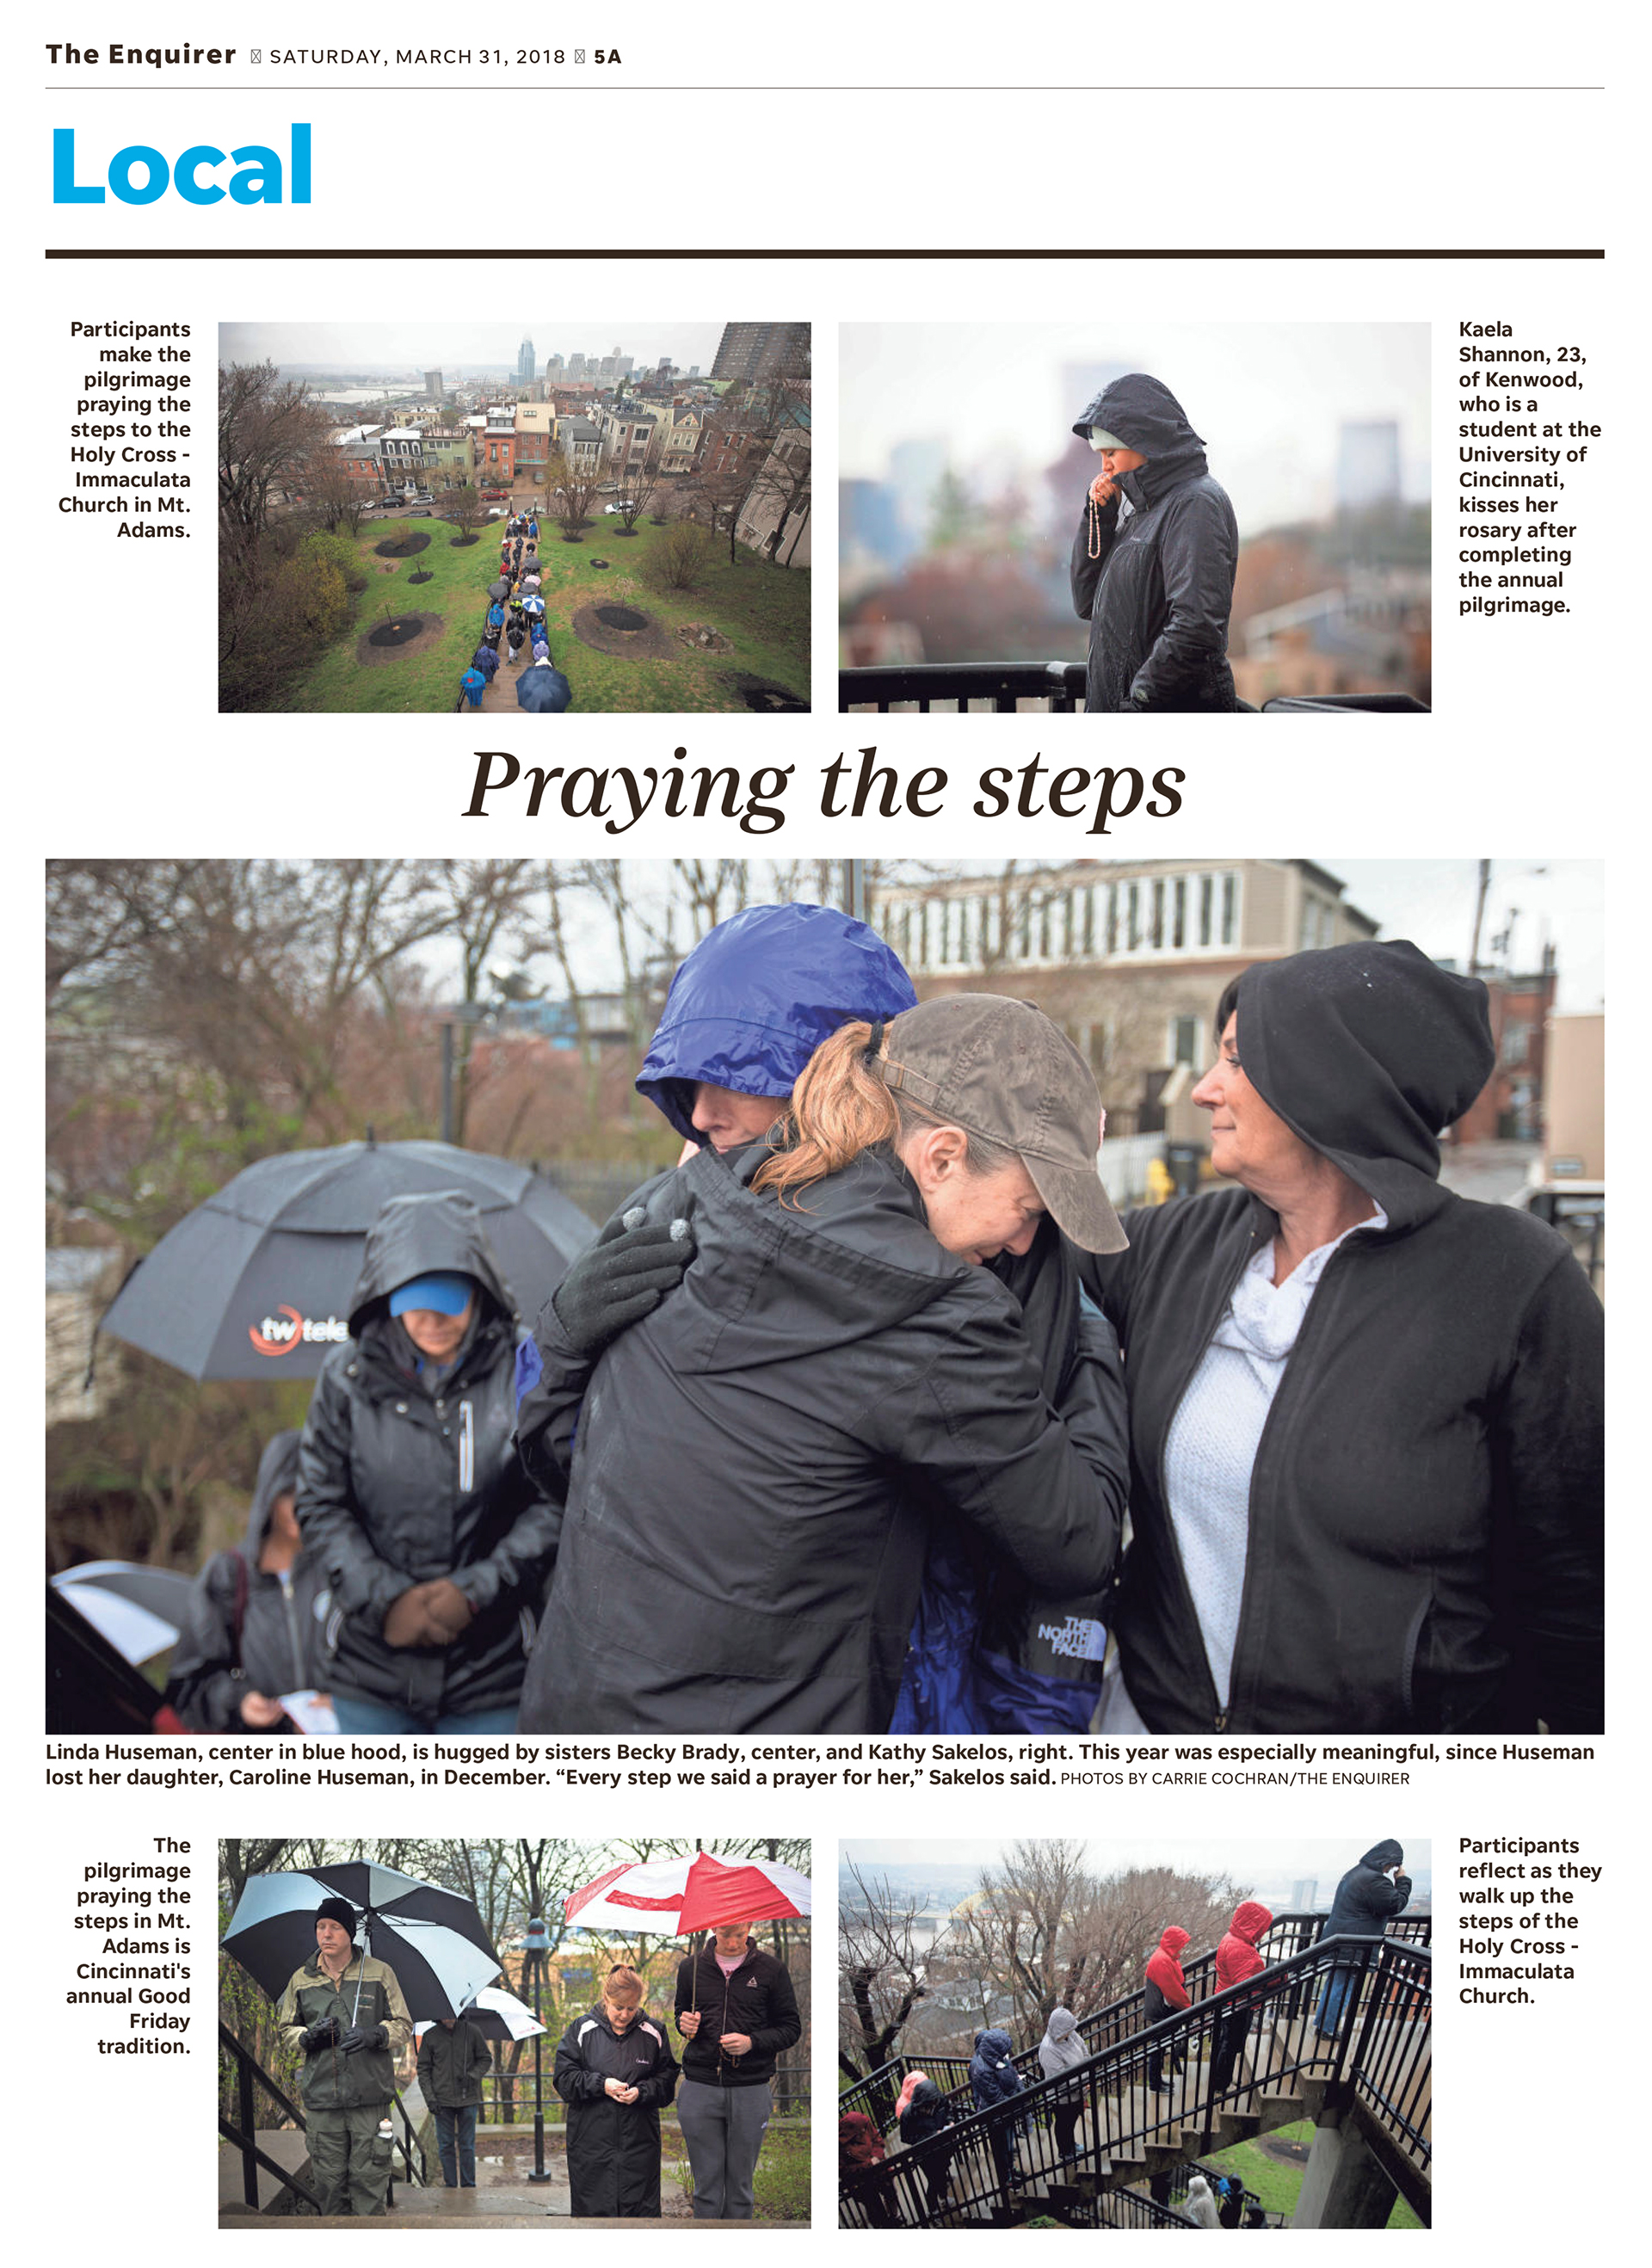 The Enquirer SATURDAY, MARCH 31, 2018 5A
Local
Participants
make the
pilgrimage
praying the
steps to the
Holy Cross -
Immaculata
Church in Mt.
Adams.
Kaela
Shannon, 23,
of Kenwood,
who is a
student at the
University of
Cincinnati,
kisses her
rosary after
completing
the annual
pilgrimage.
Praying the steps
tw tele
THE
NORTH
FACE
Linda Huseman, center in blue hood, is hugged by sisters Becky Brady, center, and Kathy Sakelos, right. This year was especially meaningful, since Huseman
lost her daughter, Caroline Huseman, in December. “Every step we said a prayer for her,” Sakelos said. PHOTOS BY CARRIE COCHRAN/THE ENQUIRER
The
pilgrimage
praying the
steps in Mt.
Adams is
Cincinnati's
annual Good
Friday
tradition.
Participants
reflect as they
walk up the
steps of the
Holy Cross -
Immaculata
Church.